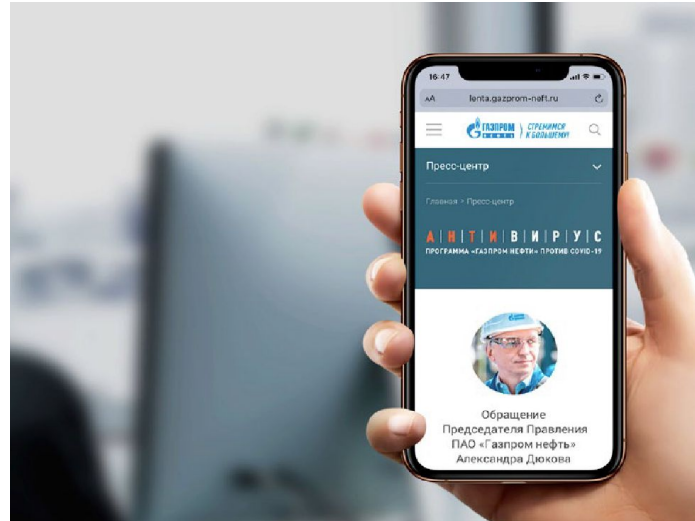 16:47
AA lenta.gazprom-neft.ru
ГАЗПРОМ НЕФТЬ СТРЕМИМСЯ К БОЛЬШЕМУ!
Пресс-центр
Главная > Пресс-центр
А|Н|Т|И|В|И|Р|У|С
ПРОГРАММА «ГАЗПРОМ НЕФТИ» ПРОТИВ COVID-19
Обращение
Председателя Правления
ПАО «Газпром нефть»
Александра Дюкова